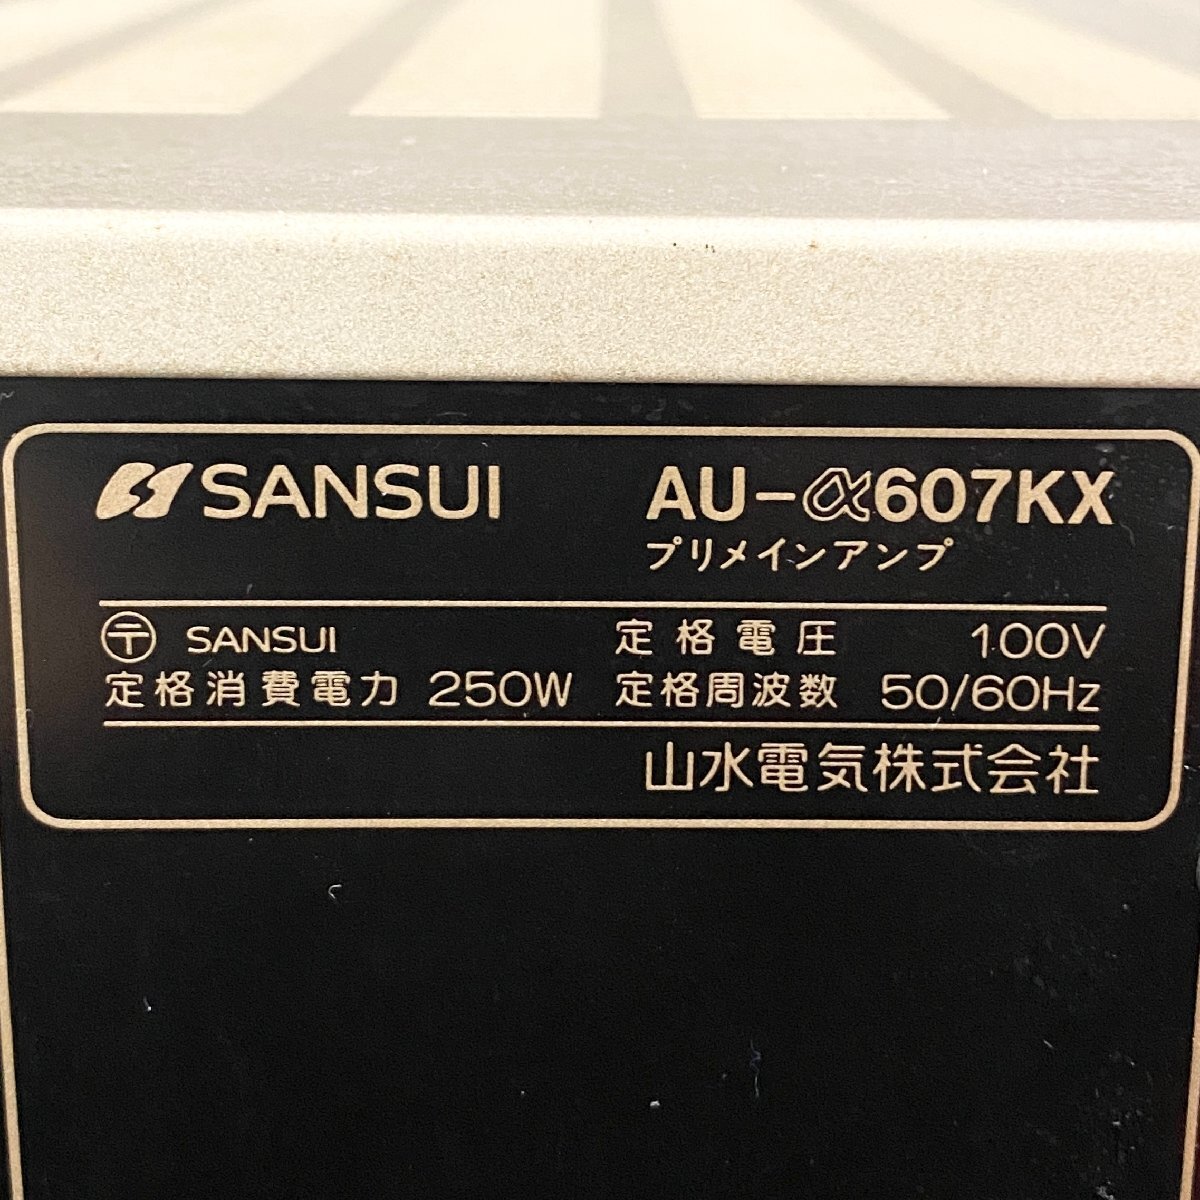 SANSUI AU-α607KX
プリメインアンプ
〒 SANSUI 定格電圧 100V
定格消費電力 250W 定格周波数 50/60Hz
山水電気株式会社